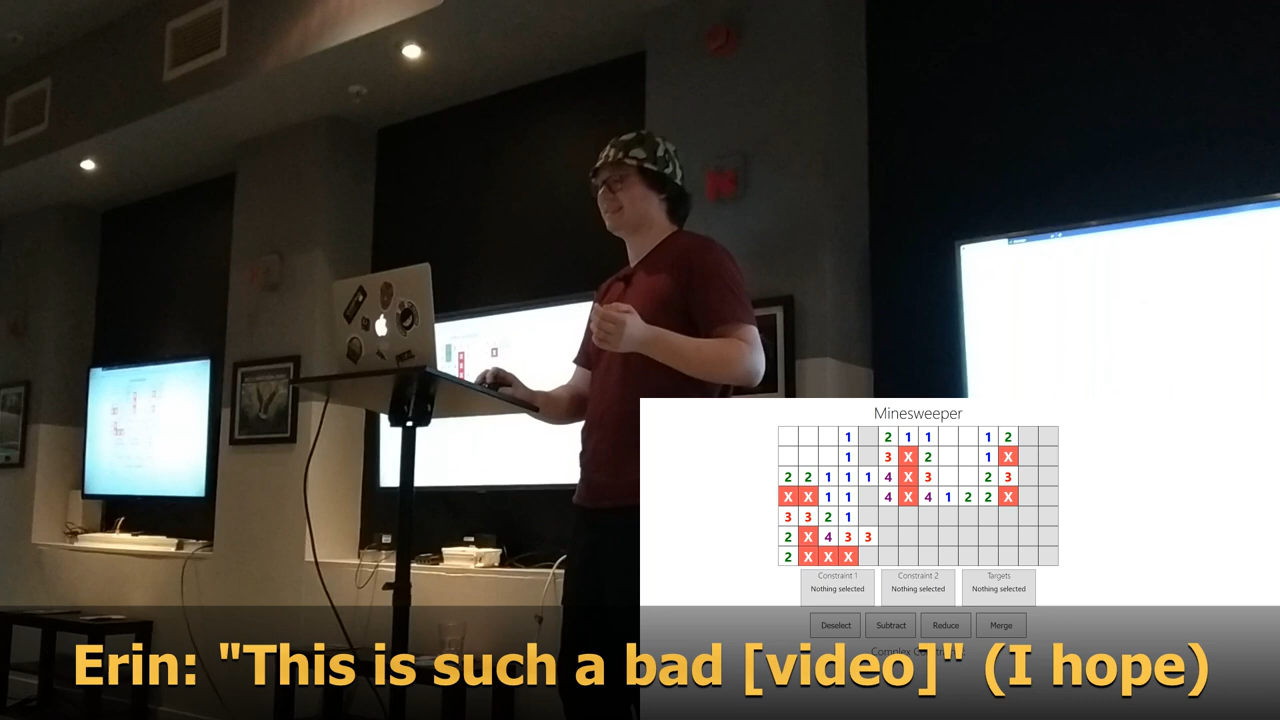 Minesweeper
1 2 1 1 1 2
1 3 X 2 1 X
2 2 1 1 1 4 X 3 2 3
X X 1 1 4 X 4 1 2 2 X
3 3 2 1
2 X 4 3 3
2 X X X
Constraint 1 Constraint 2 Targets
Nothing selected Nothing selected Nothing selected
Deselect Subtract Reduce Merge
Erin: "This is such a bad [video]" (I hope)